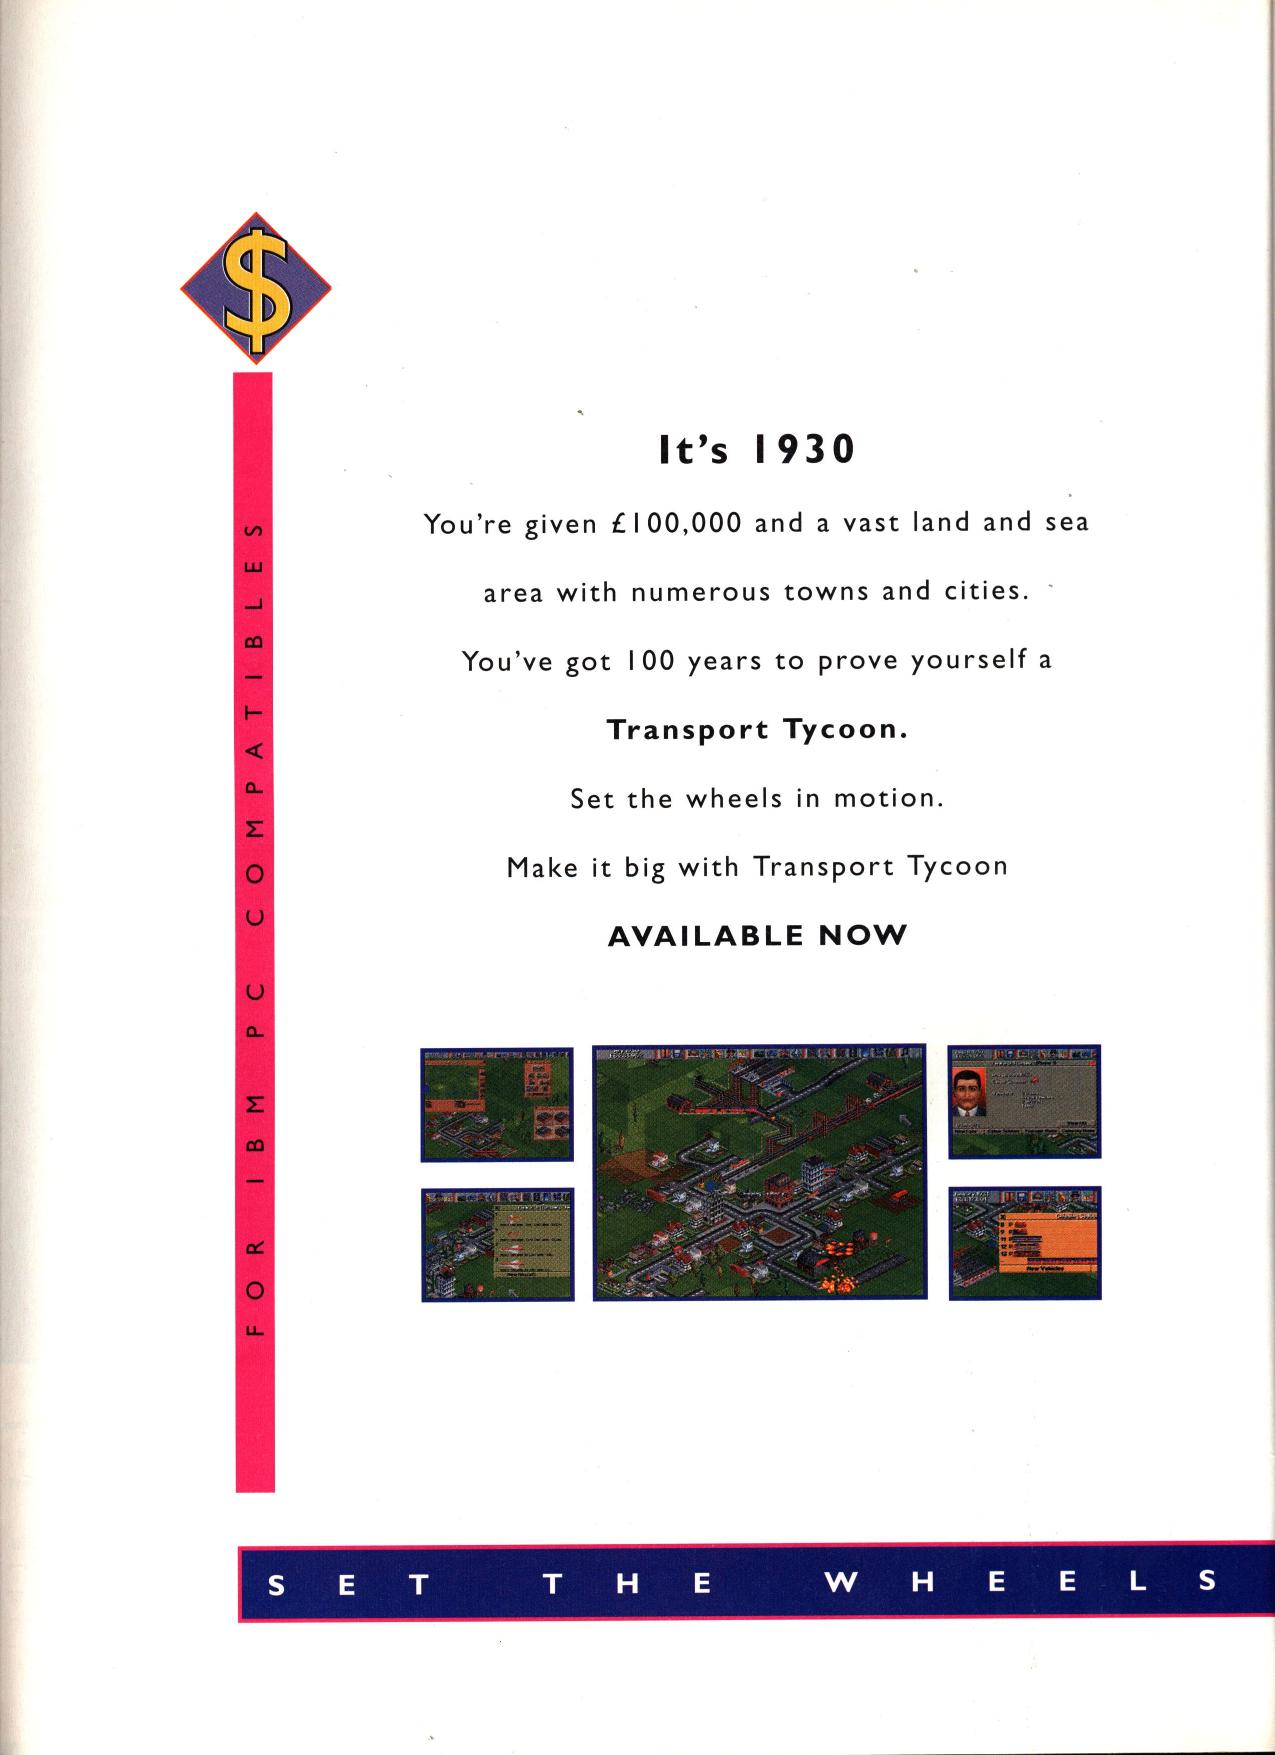 $
It's 1930
You're given £100,000 and a vast land and sea
area with numerous towns and cities.
You've got 100 years to prove yourself a
Transport Tycoon.
Set the wheels in motion.
Make it big with Transport Tycoon
AVAILABLE NOW
FOR IBM PC COMPATIBLES
New Vehicles
SET THE WHEELS